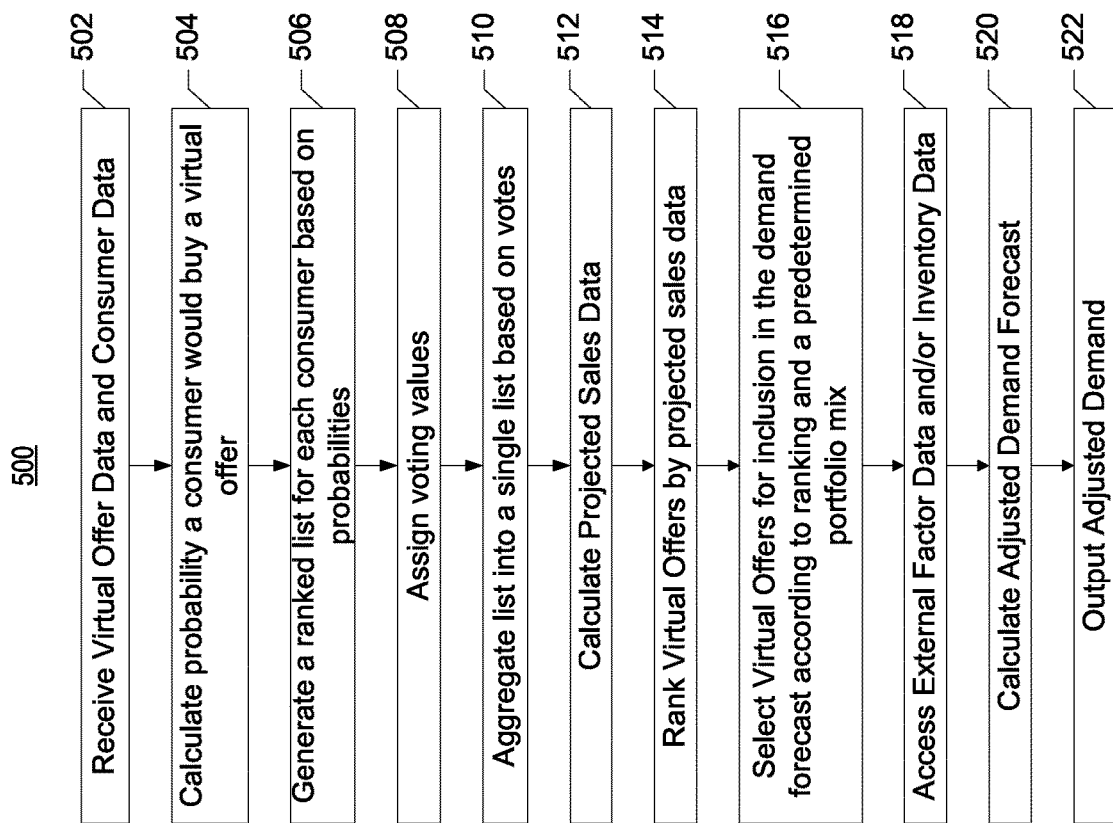 500
Receive Virtual Offer Data and Consumer Data
502
Calculate probability a consumer would buy a virtual
offer
504
Generate a ranked list for each consumer based on
probabilities
506
Assign voting values
508
Aggregate list into a single list based on votes
510
Calculate Projected Sales Data
512
Rank Virtual Offers by projected sales data
514
Select Virtual Offers for inclusion in the demand
forecast according to ranking and a predetermined
portfolio mix
516
Access External Factor Data and/or Inventory Data
518
Calculate Adjusted Demand Forecast
520
Output Adjusted Demand
522